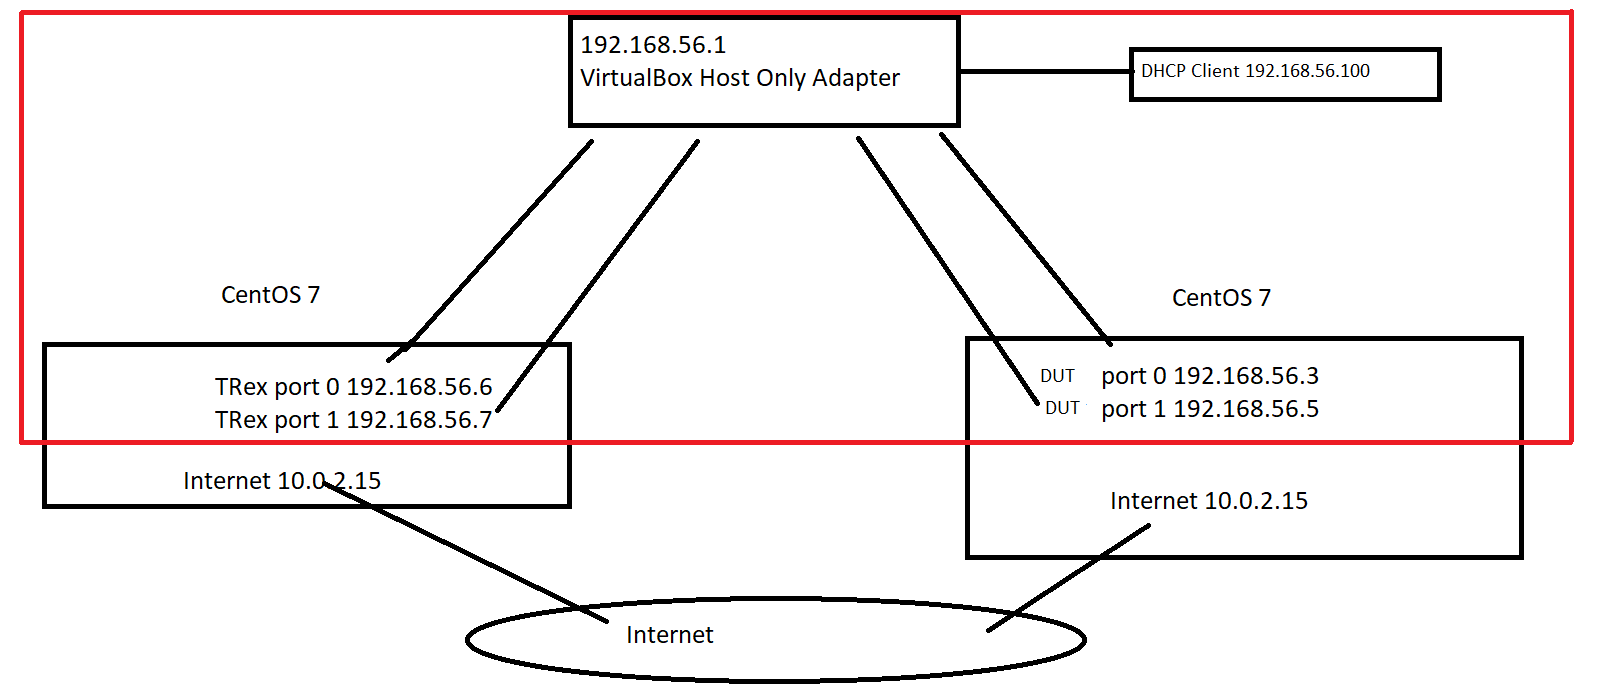 192.168.56.1
VirtualBox Host Only Adapter
DHCP Client 192.168.56.100
CentOS 7
CentOS 7
TRex port 0 192.168.56.6
TRex port 1 192.168.56.7
DUT port 0 192.168.56.3
DUT port 1 192.168.56.5
Internet 10.0.2.15
Internet 10.0.2.15
Internet